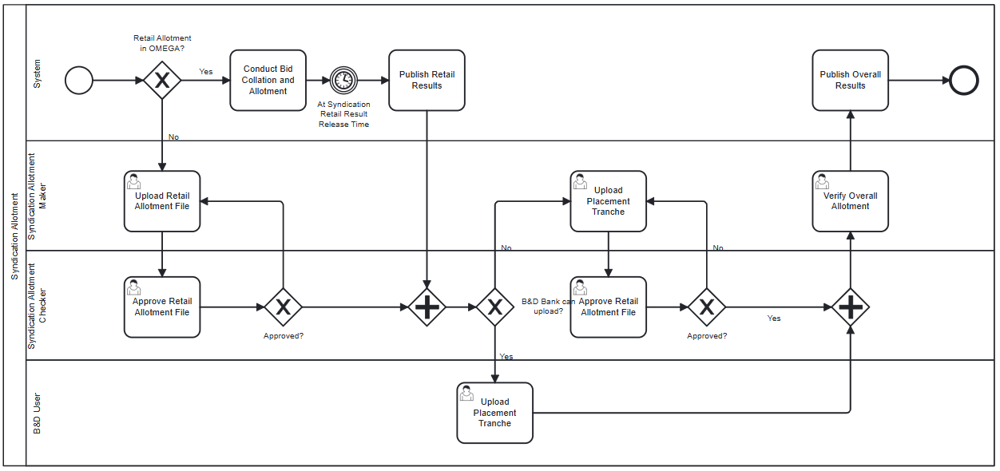 Syndication Allotment
System
Retail Allotment
in OMEGA?
Yes
No
Conduct Bid
Collation and
Allotment
At Syndication
Retail Result
Release Time
Publish Retail
Results
Publish Overall
Results
Syndication Allotment
Maker
Upload Retail
Allotment File
Upload
Placement
Tranche
Verify Overall
Allotment
No
No
Syndication Allotment
Checker
Approve Retail
Allotment File
Approved?
B&D Bank can
upload?
Approve Retail
Allotment File
Approved?
Yes
Yes
B&D User
Upload
Placement
Tranche